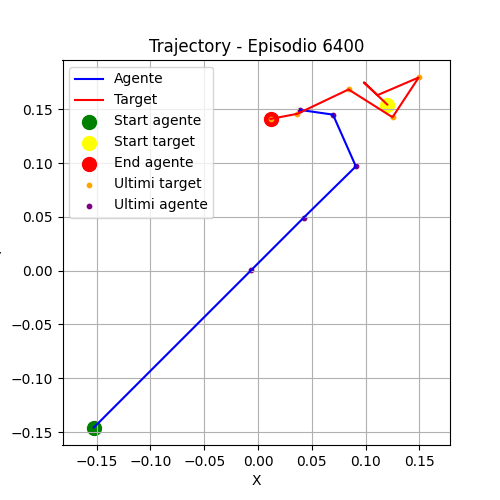 Trajectory - Episodio 6400
Agente
Target
Start agente
Start target
End agente
Ultimi target
Ultimi agente
0.15
0.10
0.05
0.00
−0.05
−0.10
−0.15
−0.15
−0.10
−0.05
0.00
0.05
0.10
0.15
X